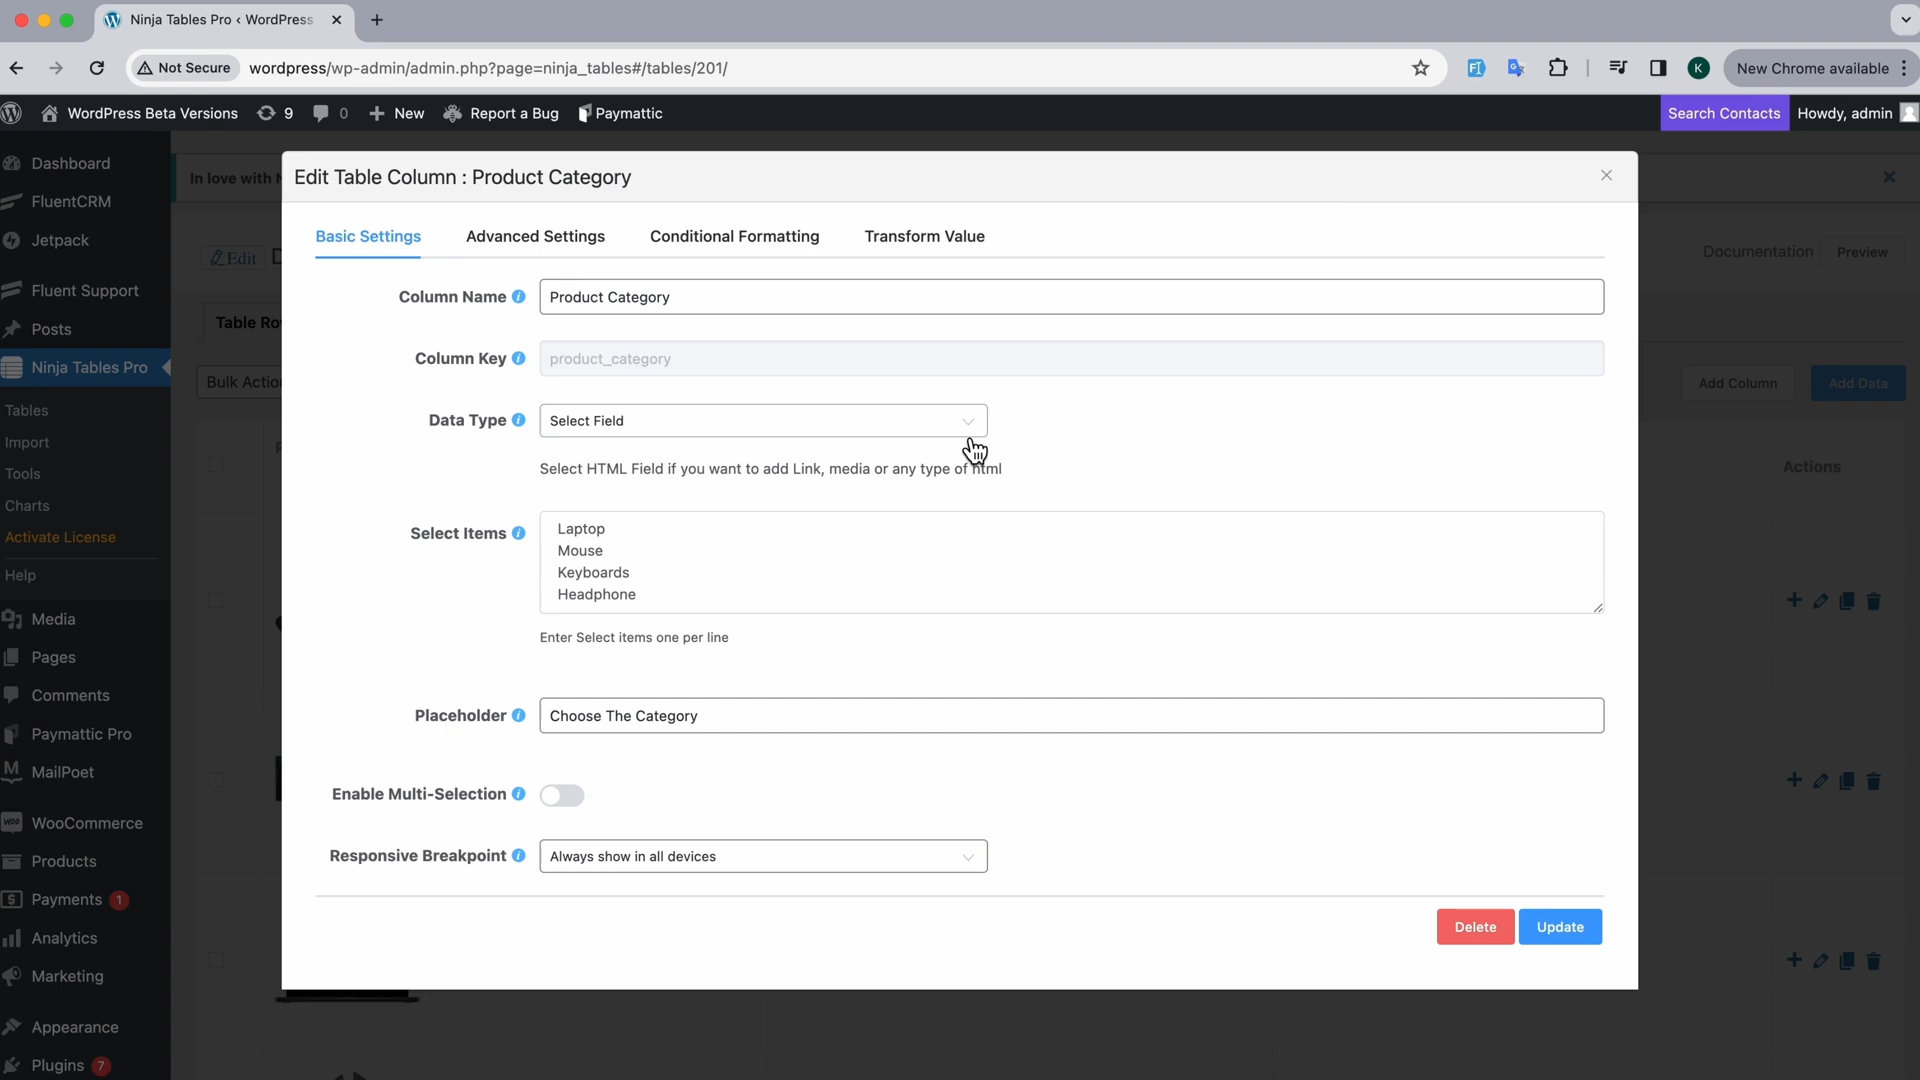 Ninja Tables Pro ‹ WordPress
Not Secure
wordpress/wp-admin/admin.php?page=ninja_tables#/tables/201/
K
New Chrome available
WordPress Beta Versions
9
0
New
Report a Bug
Paymattic
Search Contacts
Howdy, admin
Dashboard
FluentCRM
Jetpack
Fluent Support
Posts
Ninja Tables Pro
Tables
Import
Tools
Charts
Activate License
Help
Media
Pages
Comments
Paymattic Pro
MailPoet
WooCommerce
Products
Payments 1
Analytics
Marketing
Appearance
Plugins 7
In love with
Edit
Documentation
Preview
Table Ro
Bulk Actio
Add Column
Add Data
Actions
Edit Table Column : Product Category
Basic Settings
Advanced Settings
Conditional Formatting
Transform Value
Column Name
Product Category
Column Key
product_category
Data Type
Select Field
Select HTML Field if you want to add Link, media or any type of html
Select Items
Laptop
Mouse
Keyboards
Headphone
Enter Select items one per line
Placeholder
Choose The Category
Enable Multi-Selection
Responsive Breakpoint
Always show in all devices
Delete
Update